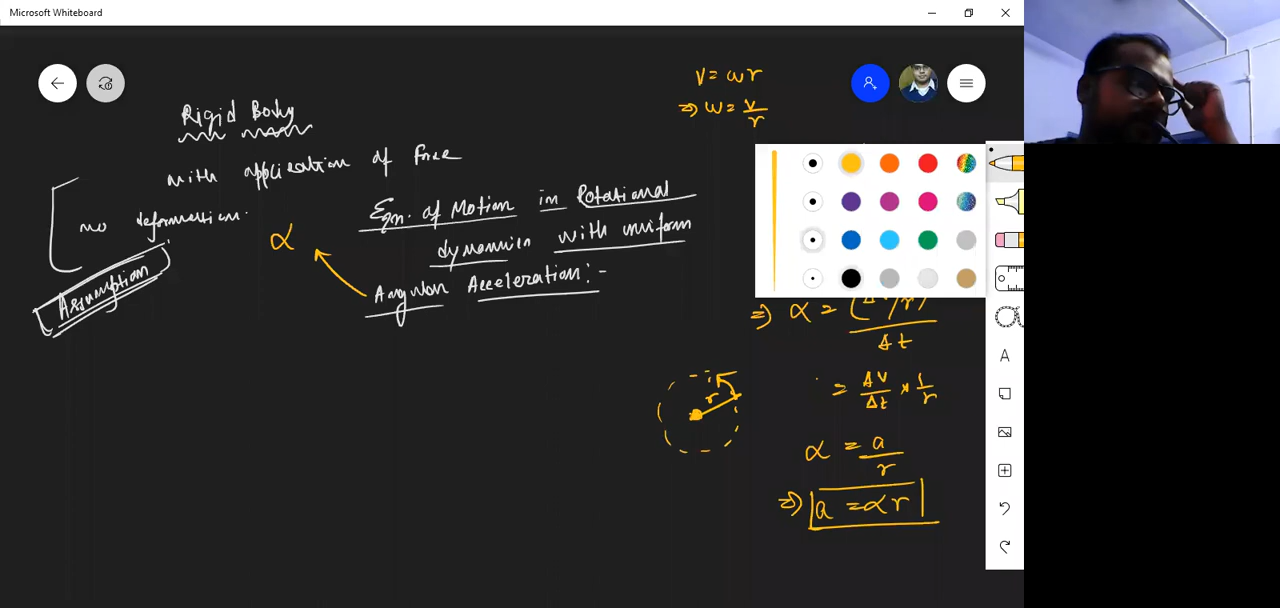 Microsoft Whiteboard
Rigid Body
with application of force
no deformation.
Assumption
α
Eqn. of Motion in Rotational
dynamics with uniform
Angular Acceleration:-
v = ωr
⇒ ω = v/r
⇒ α = /r)/Δt
= Δv/Δt × 1/r
α = a/r
⇒ a = αr
r
A